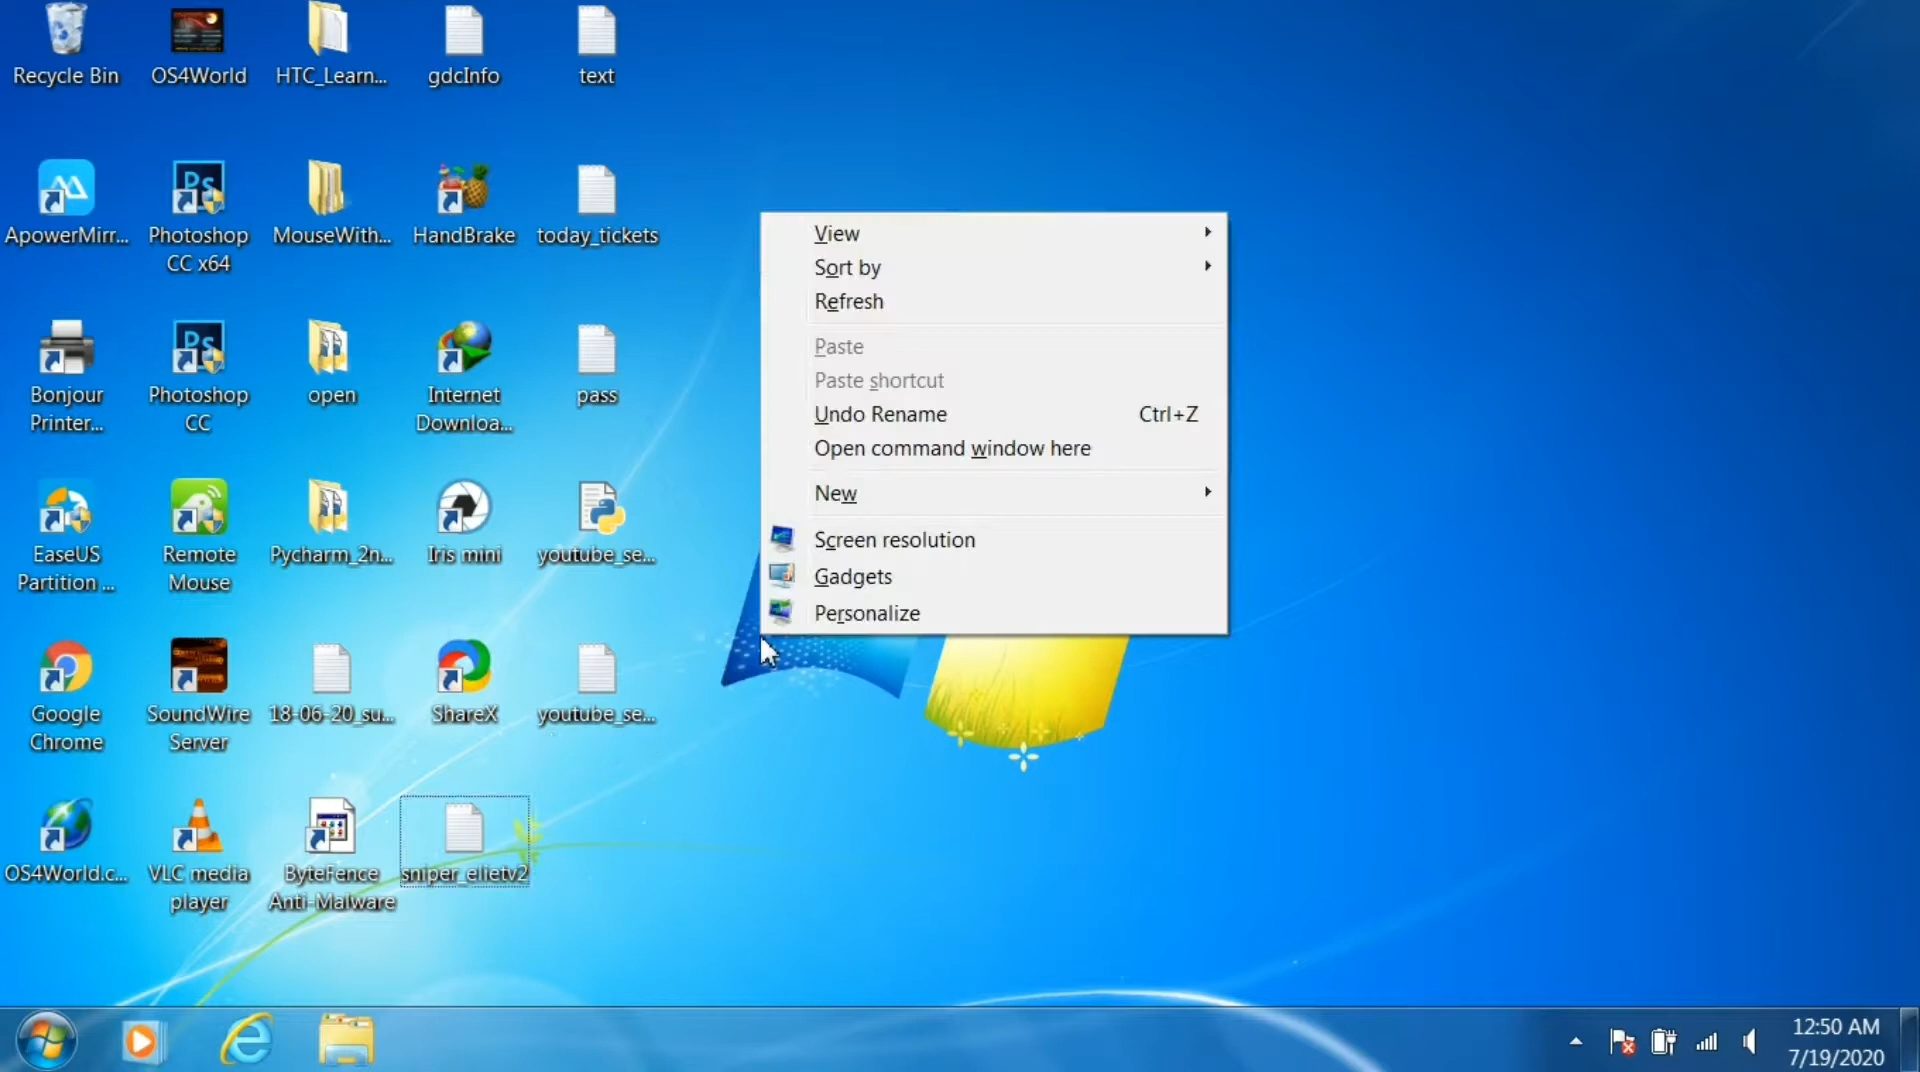 Recycle Bin
OS4World
HTC_Learn...
gdcInfo
text
ApowerMirr...
Photoshop
CC x64
MouseWith...
HandBrake
today_tickets
Bonjour
Printer...
Photoshop
CC
open
Internet
Downloa...
pass
EaseUS
Partition ...
Remote
Mouse
Pycharm_2n...
Iris mini
youtube_se...
Google
Chrome
SoundWire
Server
18-06-20_su...
ShareX
youtube_se...
OS4World.c...
VLC media
player
ByteFence
Anti-Malware
sniper_elietv2
View
Sort by
Refresh
Paste
Paste shortcut
Undo Rename Ctrl+Z
Open command window here
New
Screen resolution
Gadgets
Personalize
12:50 AM
7/19/2020